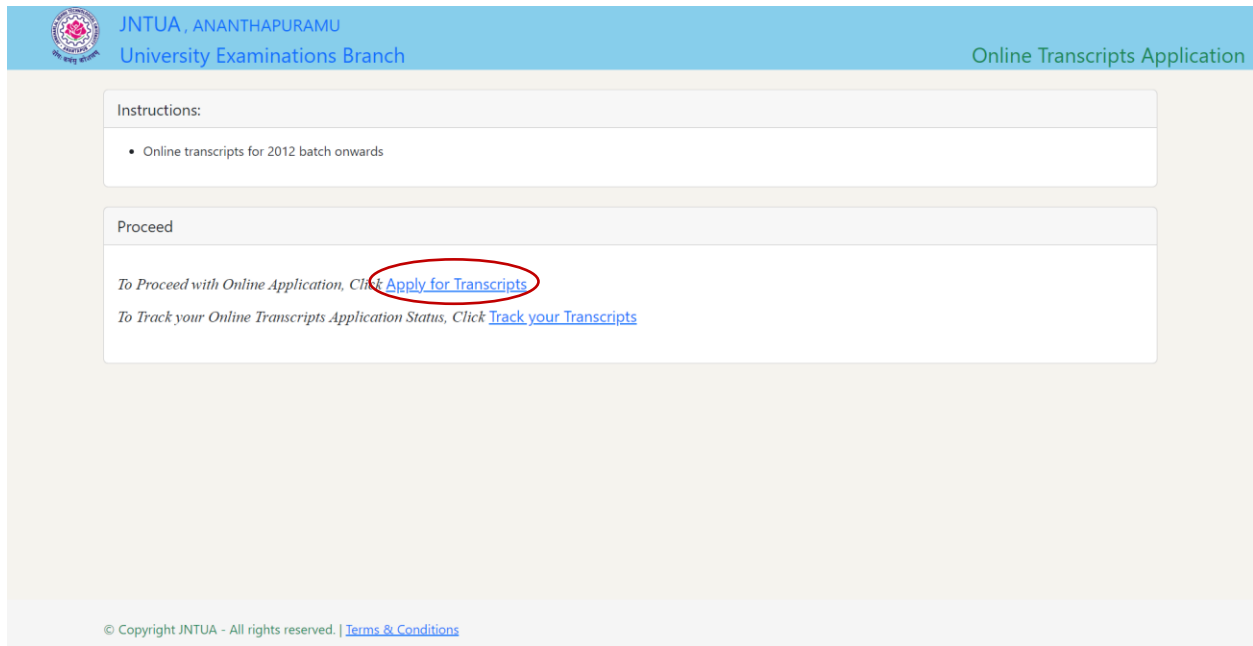 JNTUA, ANANTHAPURAMU
University Examinations Branch
Online Transcripts Application
Instructions:
• Online transcripts for 2012 batch onwards
Proceed
To Proceed with Online Application, Click Apply for Transcripts
To Track your Online Transcripts Application Status, Click Track your Transcripts
© Copyright JNTUA - All rights reserved. | Terms & Conditions